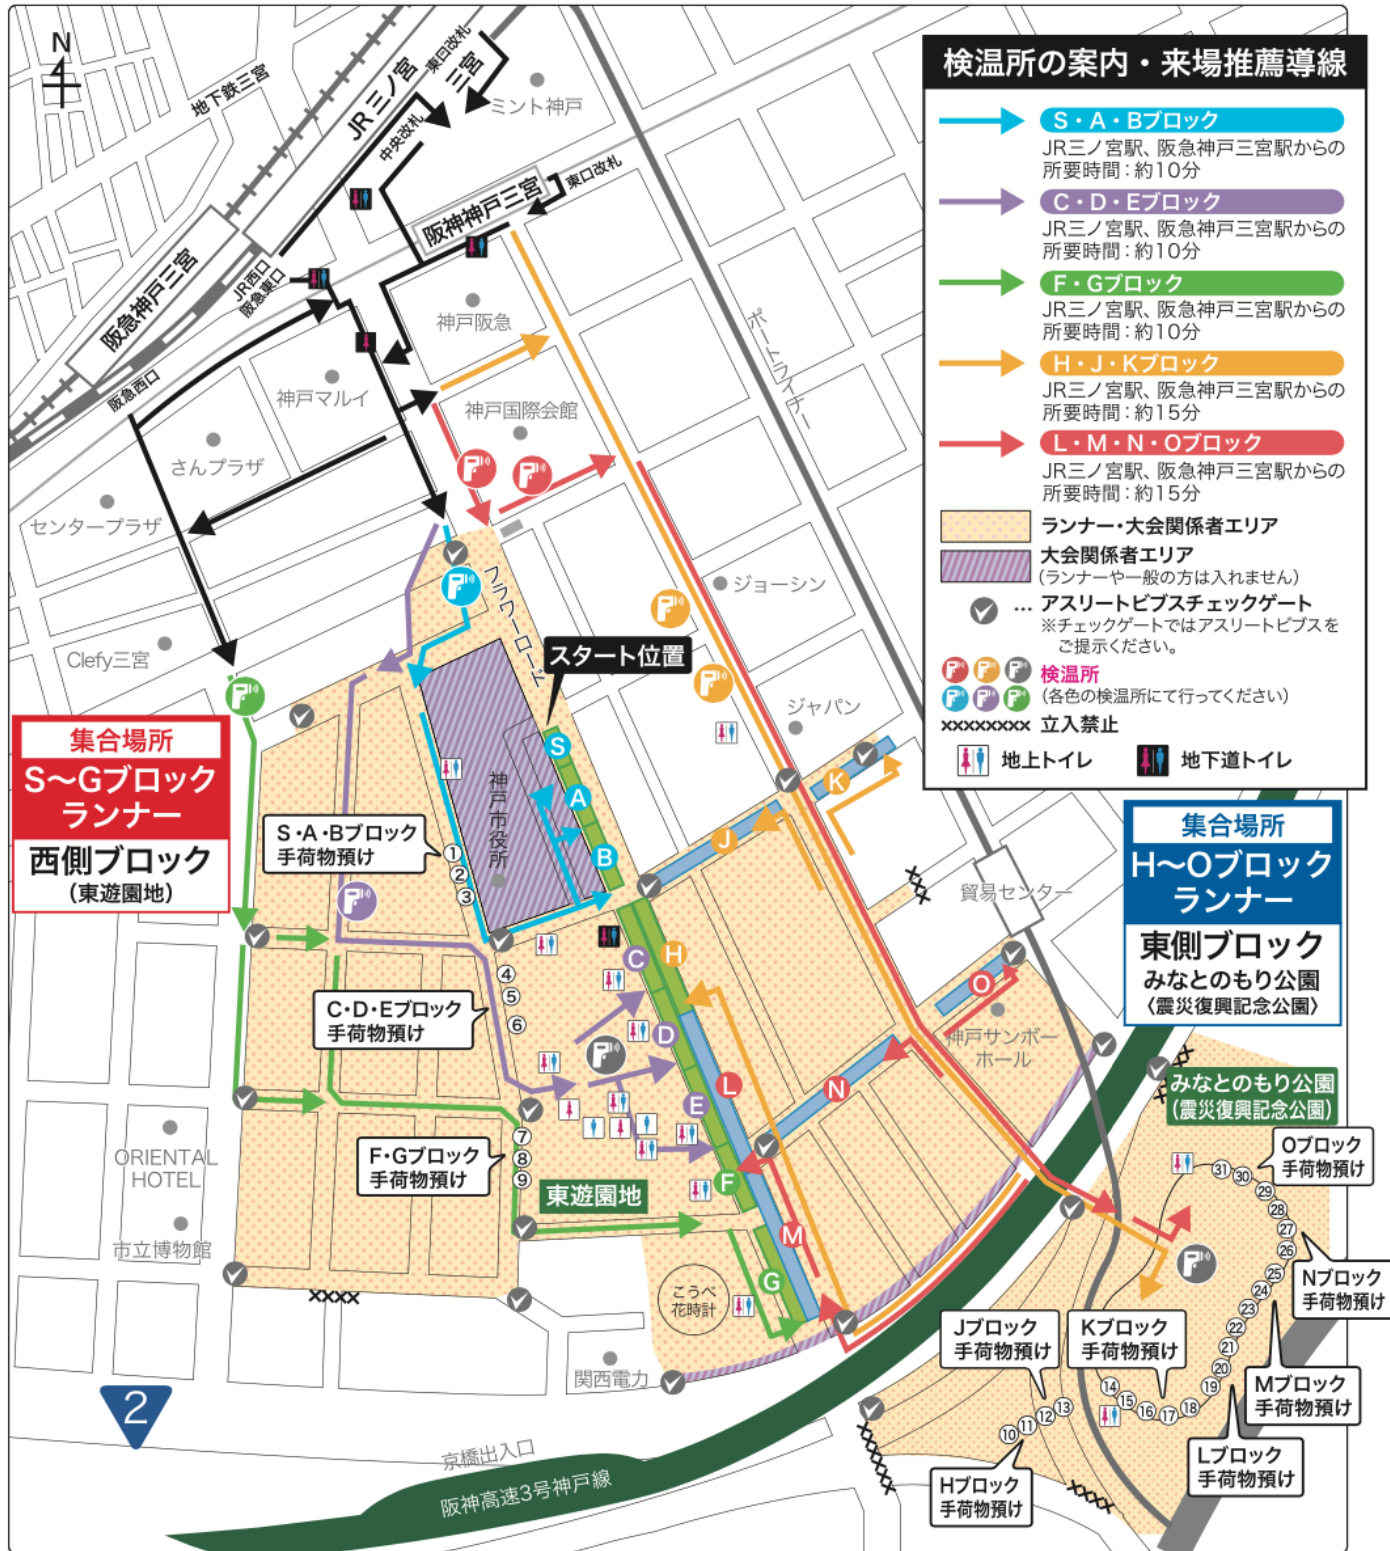 検温所の案内・来場推薦導線
S・A・Bブロック
JR三ノ宮駅、阪急神戸三宮駅からの
所要時間：約10分
C・D・Eブロック
JR三ノ宮駅、阪急神戸三宮駅からの
所要時間：約10分
F・Gブロック
JR三ノ宮駅、阪急神戸三宮駅からの
所要時間：約10分
H・J・Kブロック
JR三ノ宮駅、阪急神戸三宮駅からの
所要時間：約15分
L・M・N・Oブロック
JR三ノ宮駅、阪急神戸三宮駅からの
所要時間：約15分
ランナー・大会関係者エリア
大会関係者エリア
(ランナーや一般の方は入れません)
… アスリートビブスチェックゲート
※チェックゲートではアスリートビブスを
ご提示ください。
検温所
(各色の検温所にて行ってください)
××××××××× 立入禁止
地上トイレ
地下道トイレ
N
地下鉄三宮
JR三ノ宮
東口改札
三宮
ミント神戸
中央改札
阪神神戸三宮
東口改札
阪急神戸三宮
JR西口
阪急東口
阪急西口
神戸阪急
ポートライナー
神戸マルイ
神戸国際会館
さんプラザ
センタープラザ
フラワーロード
ジョーシン
Clefy三宮
スタート位置
ジャパン
集合場所
S〜Gブロック
ランナー
西側ブロック
(東遊園地)
S・A・Bブロック
手荷物預け
①
②
③
神戸市役所
S
A
B
J
K
貿易センター
集合場所
H〜Oブロック
ランナー
東側ブロック
みなとのもり公園
〈震災復興記念公園〉
C
H
④
⑤
⑥
C・D・Eブロック
手荷物預け
D
O
神戸サンボー
ホール
L
N
E
みなとのもり公園
(震災復興記念公園)
ORIENTAL
HOTEL
⑦
⑧
⑨
F・Gブロック
手荷物預け
東遊園地
F
M
G
市立博物館
こうべ
花時計
Oブロック
手荷物預け
㉛
㉚
㉙
㉘
㉗
㉖
㉕
㉔
㉓
㉒
㉑
⑳
⑲
⑱
⑰
⑯
⑮
⑭
Nブロック
手荷物預け
Jブロック
手荷物預け
Kブロック
手荷物預け
Mブロック
手荷物預け
Lブロック
手荷物預け
⑬
⑫
⑪
⑩
Hブロック
手荷物預け
関西電力
2
京橋出入口
阪神高速3号神戸線